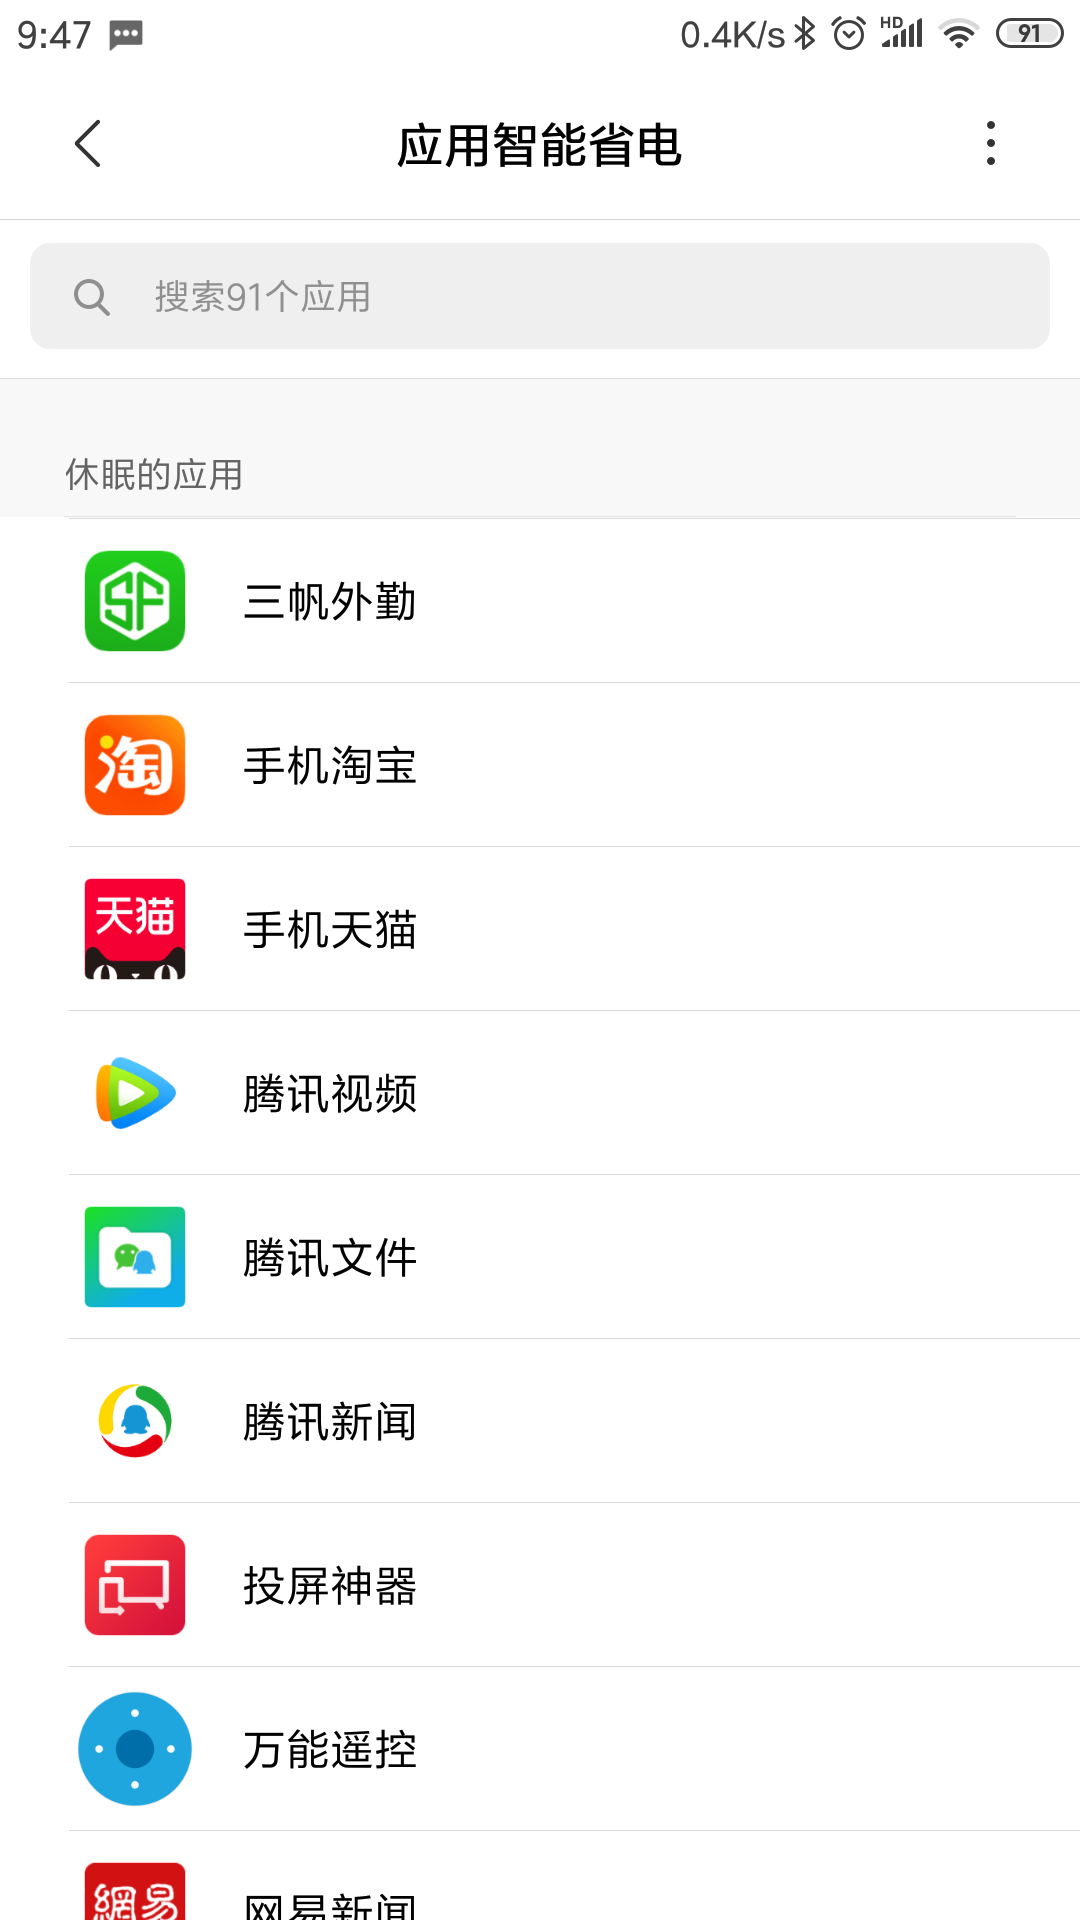 9:47 0.4K/s HD 91
应用智能省电
搜索91个应用
休眠的应用
SF 三帆外勤
淘 手机淘宝
天猫 手机天猫
腾讯视频
腾讯文件
腾讯新闻
投屏神器
万能遥控
網易 网易新闻